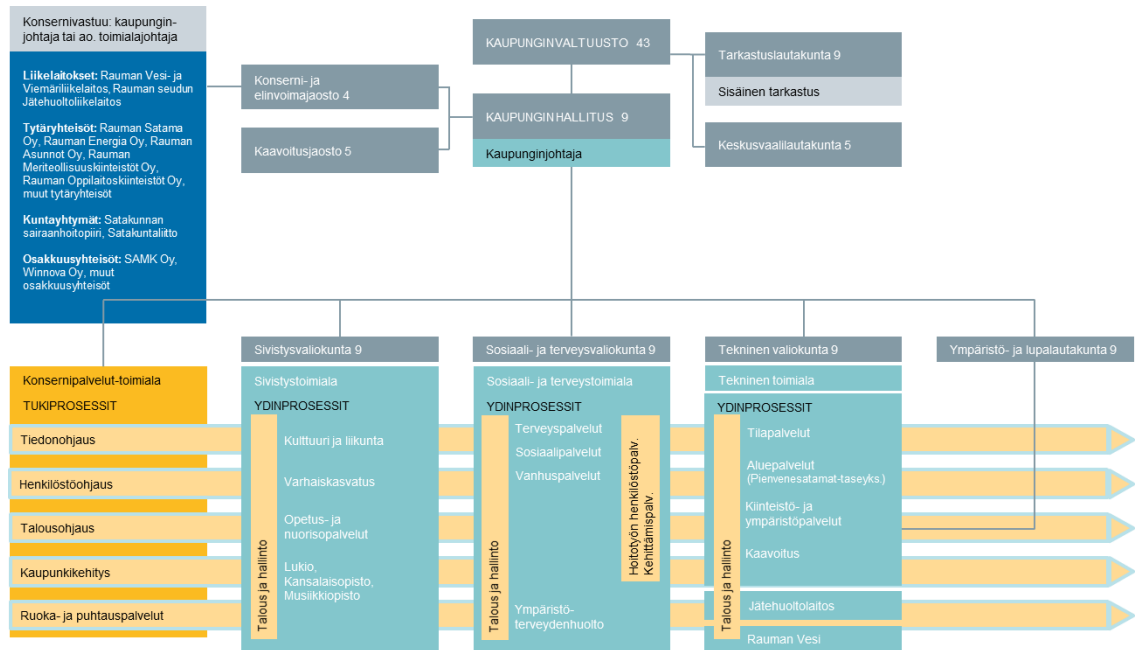 Konsernivastuu: kaupungin-
johtaja tai ao. toimialajohtaja
Liikelaitokset: Rauman Vesi- ja
Viemäriliikelaitos, Rauman seudun
Jätehuoltoliikelaitos
Tytäryhteisöt: Rauman Satama
Oy, Rauman Energia Oy, Rauman
Asunnot Oy, Rauman
Meriteollisuuskiinteistöt Oy,
Rauman Oppilaitoskiinteistöt Oy,
muut tytäryhteisöt
Kuntayhtymät: Satakunnan
sairaanhoitopiiri, Satakuntaliitto
Osakkuusyhteisöt: SAMK Oy,
Winnova Oy, muut
osakkuusyhteisöt
Konserni- ja
elinvoimajaosto 4
Kaavoitusjaosto 5
KAUPUNGINVALTUUSTO 43
KAUPUNGINHALLITUS 9
Kaupunginjohtaja
Tarkastuslautakunta 9
Sisäinen tarkastus
Keskusvaalilautakunta 5
Sivistysvaliokunta 9
Sosiaali- ja terveysvaliokunta 9
Tekninen valiokunta 9
Ympäristö- ja lupalautakunta 9
Konsernipalvelut-toimiala
TUKIPROSESSIT
Tiedonohjaus
Henkilöstöohjaus
Talousohjaus
Kaupunkikehitys
Ruoka- ja puhtauspalvelut
Sivistystoimiala
YDINPROSESSIT
Talous ja hallinto
Kulttuuri ja liikunta
Varhaiskasvatus
Opetus- ja
nuorisopalvelut
Lukio,
Kansalaisopisto,
Musiikkiopisto
Sosiaali- ja terveystoimiala
YDINPROSESSIT
Talous ja hallinto
Terveyspalvelut
Sosiaalipalvelut
Vanhuspalvelut
Ympäristö-
terveydenhuolto
Hoitotyön henkilöstöpalv.
Kehittämispalv.
Tekninen toimiala
YDINPROSESSIT
Talous ja hallinto
Tilapalvelut
Aluepalvelut
(Pienvenesatamat-taseyks.)
Kiinteistö- ja
ympäristöpalvelut
Kaavoitus
Jätehuoltolaitos
Rauman Vesi